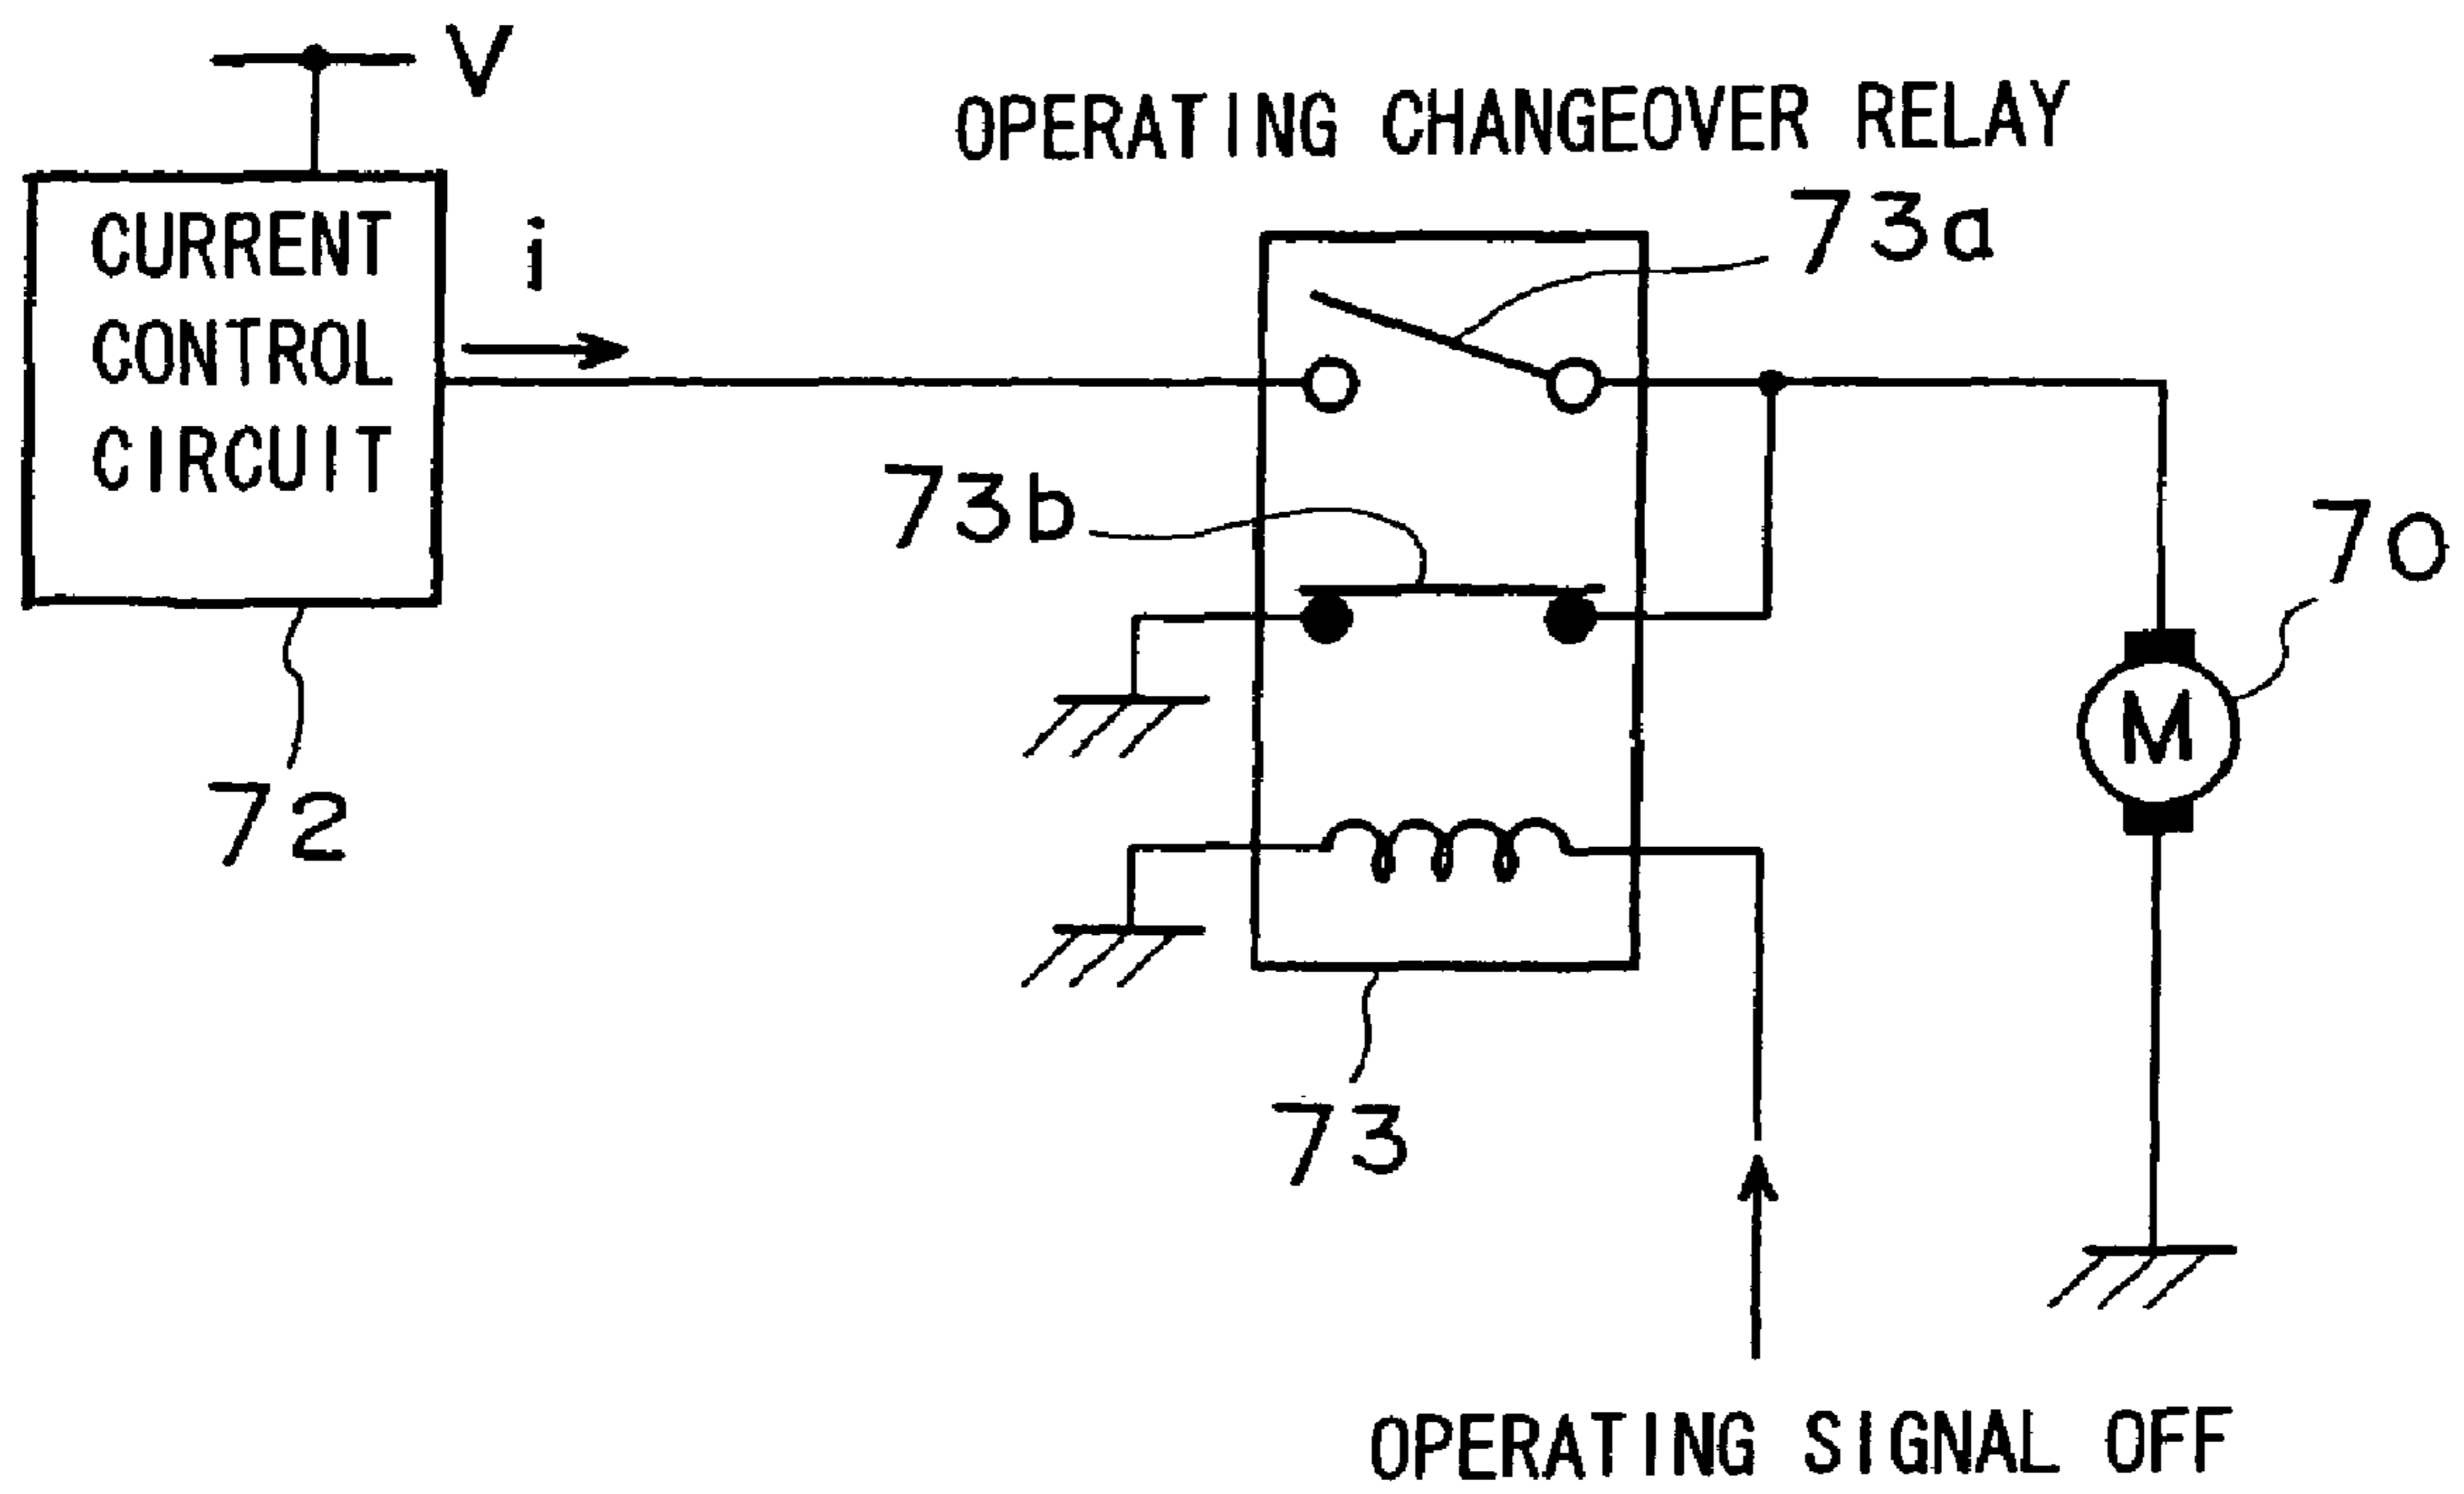 V
OPERATING CHANGEOVER RELAY
CURRENT
CONTROL
CIRCUIT
i
73a
73b
70
M
72
73
OPERATING SIGNAL OFF